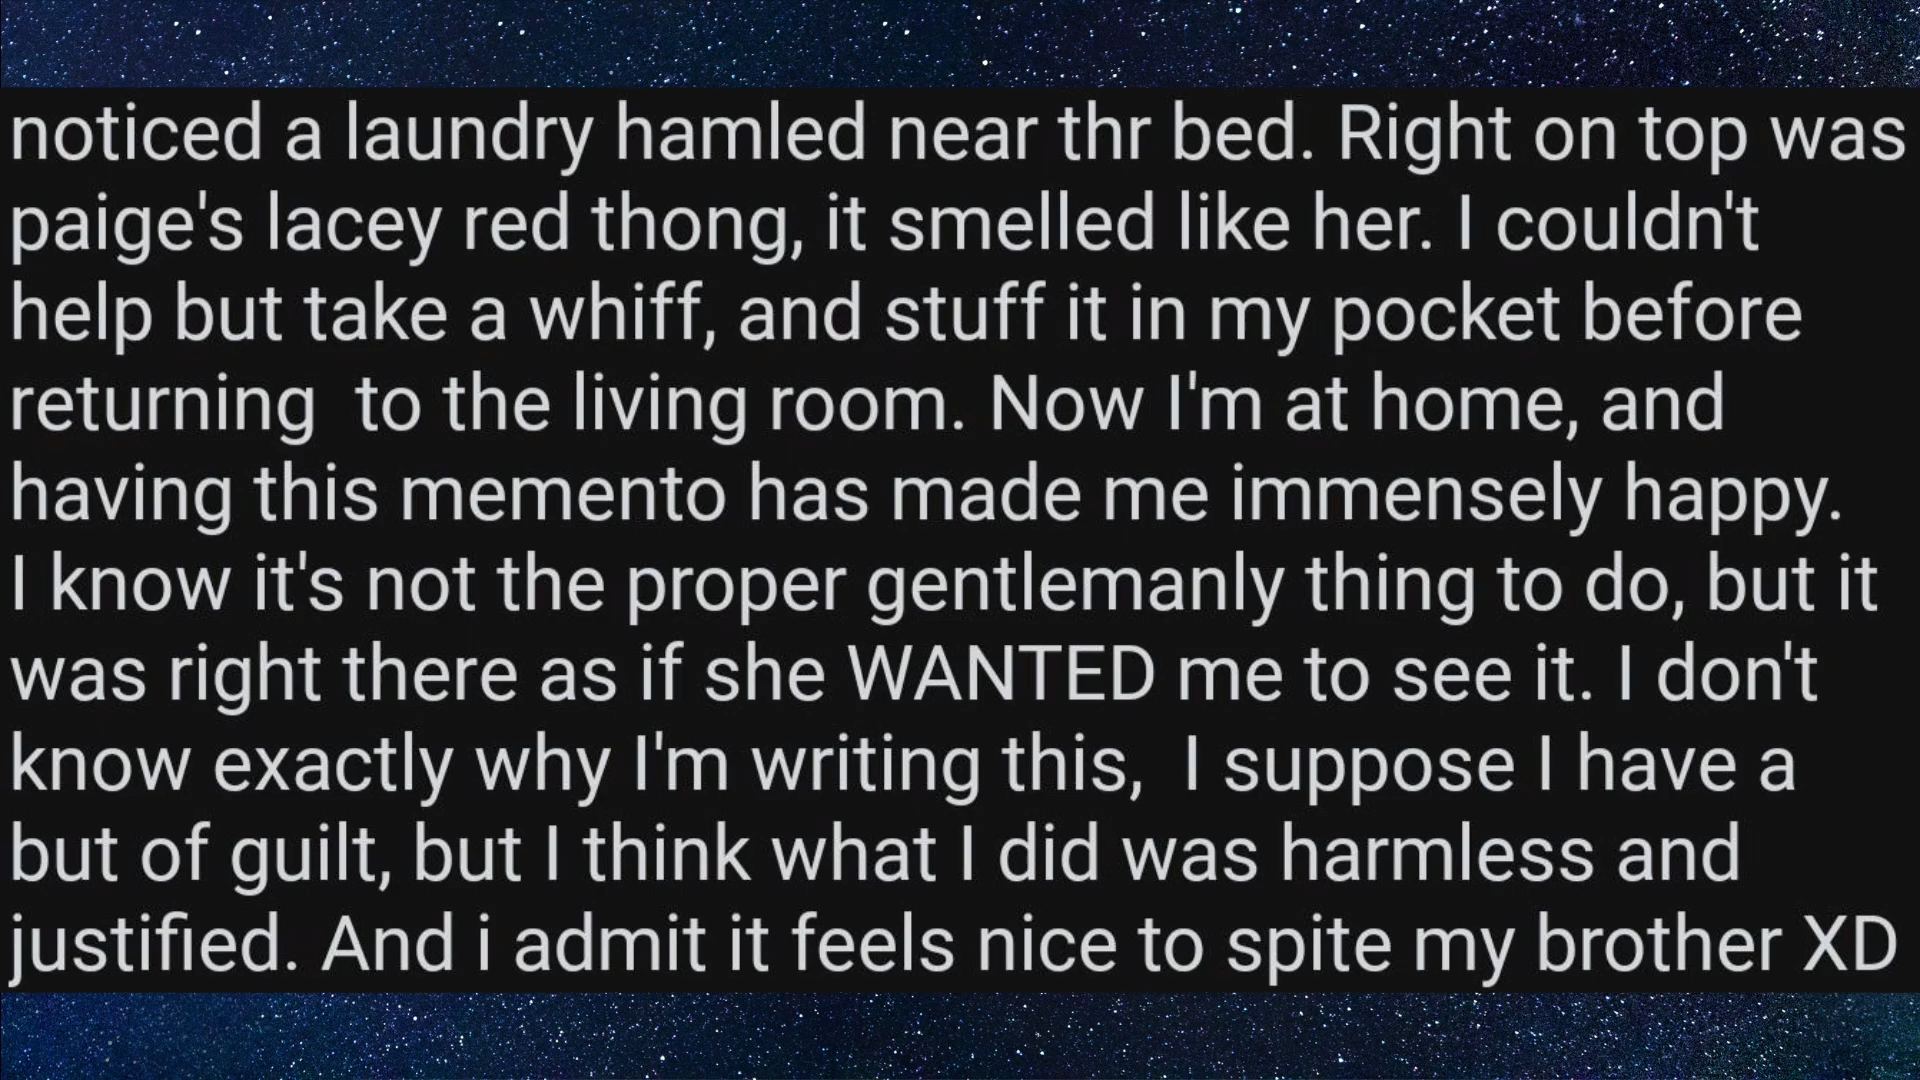 noticed a laundry hamled near thr bed. Right on top was
paige's lacey red thong, it smelled like her. I couldn't
help but take a whiff, and stuff it in my pocket before
returning  to the living room. Now I'm at home, and
having this memento has made me immensely happy.
I know it's not the proper gentlemanly thing to do, but it
was right there as if she WANTED me to see it. I don't
know exactly why I'm writing this,  I suppose I have a
but of guilt, but I think what I did was harmless and
justified. And i admit it feels nice to spite my brother XD